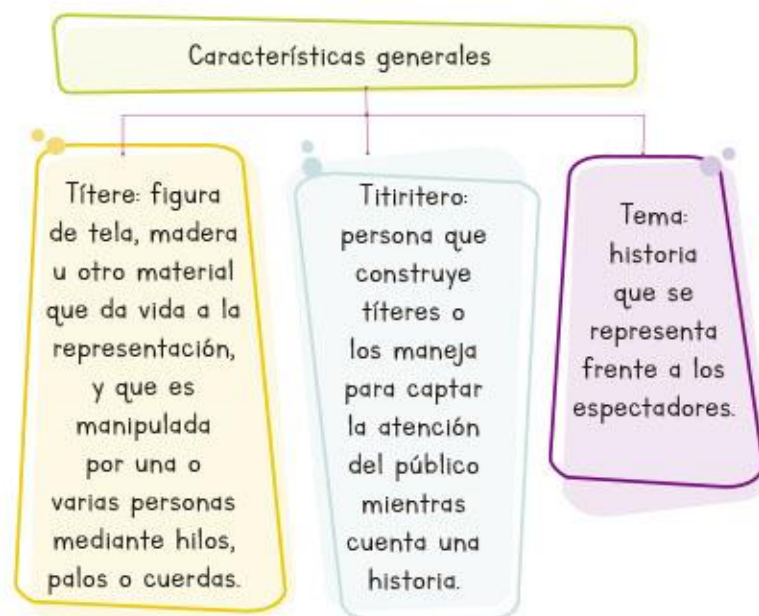 Características generales
Títere: figura
de tela, madera
u otro material
que da vida a la
representación,
y que es
manipulada
por una o
varias personas
mediante hilos,
palos o cuerdas.
Titiritero:
persona que
construye
títeres o
los maneja
para captar
la atención
del público
mientras
cuenta una
historia.
Tema:
historia
que se
representa
frente a los
espectadores.